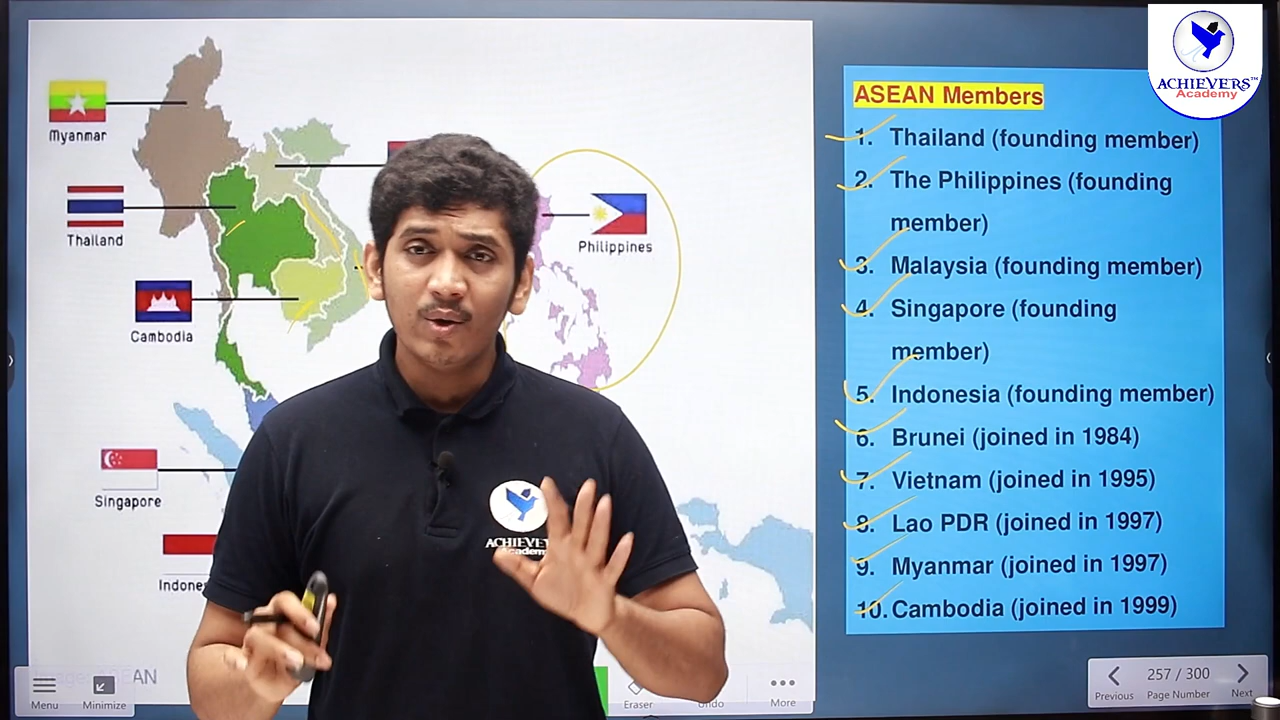 ACHIEVERS™
Academy
Myanmar
Thailand
Cambodia
Philippines
Singapore
ASEAN Members
1. Thailand (founding member)
2. The Philippines (founding
member)
3. Malaysia (founding member)
4. Singapore (founding
member)
5. Indonesia (founding member)
6. Brunei (joined in 1984)
7. Vietnam (joined in 1995)
8. Lao PDR (joined in 1997)
9. Myanmar (joined in 1997)
10. Cambodia (joined in 1999)
Academy
Menu
Minimize
Eraser
Undo
More
Previous
257 / 300
Page Number
Next